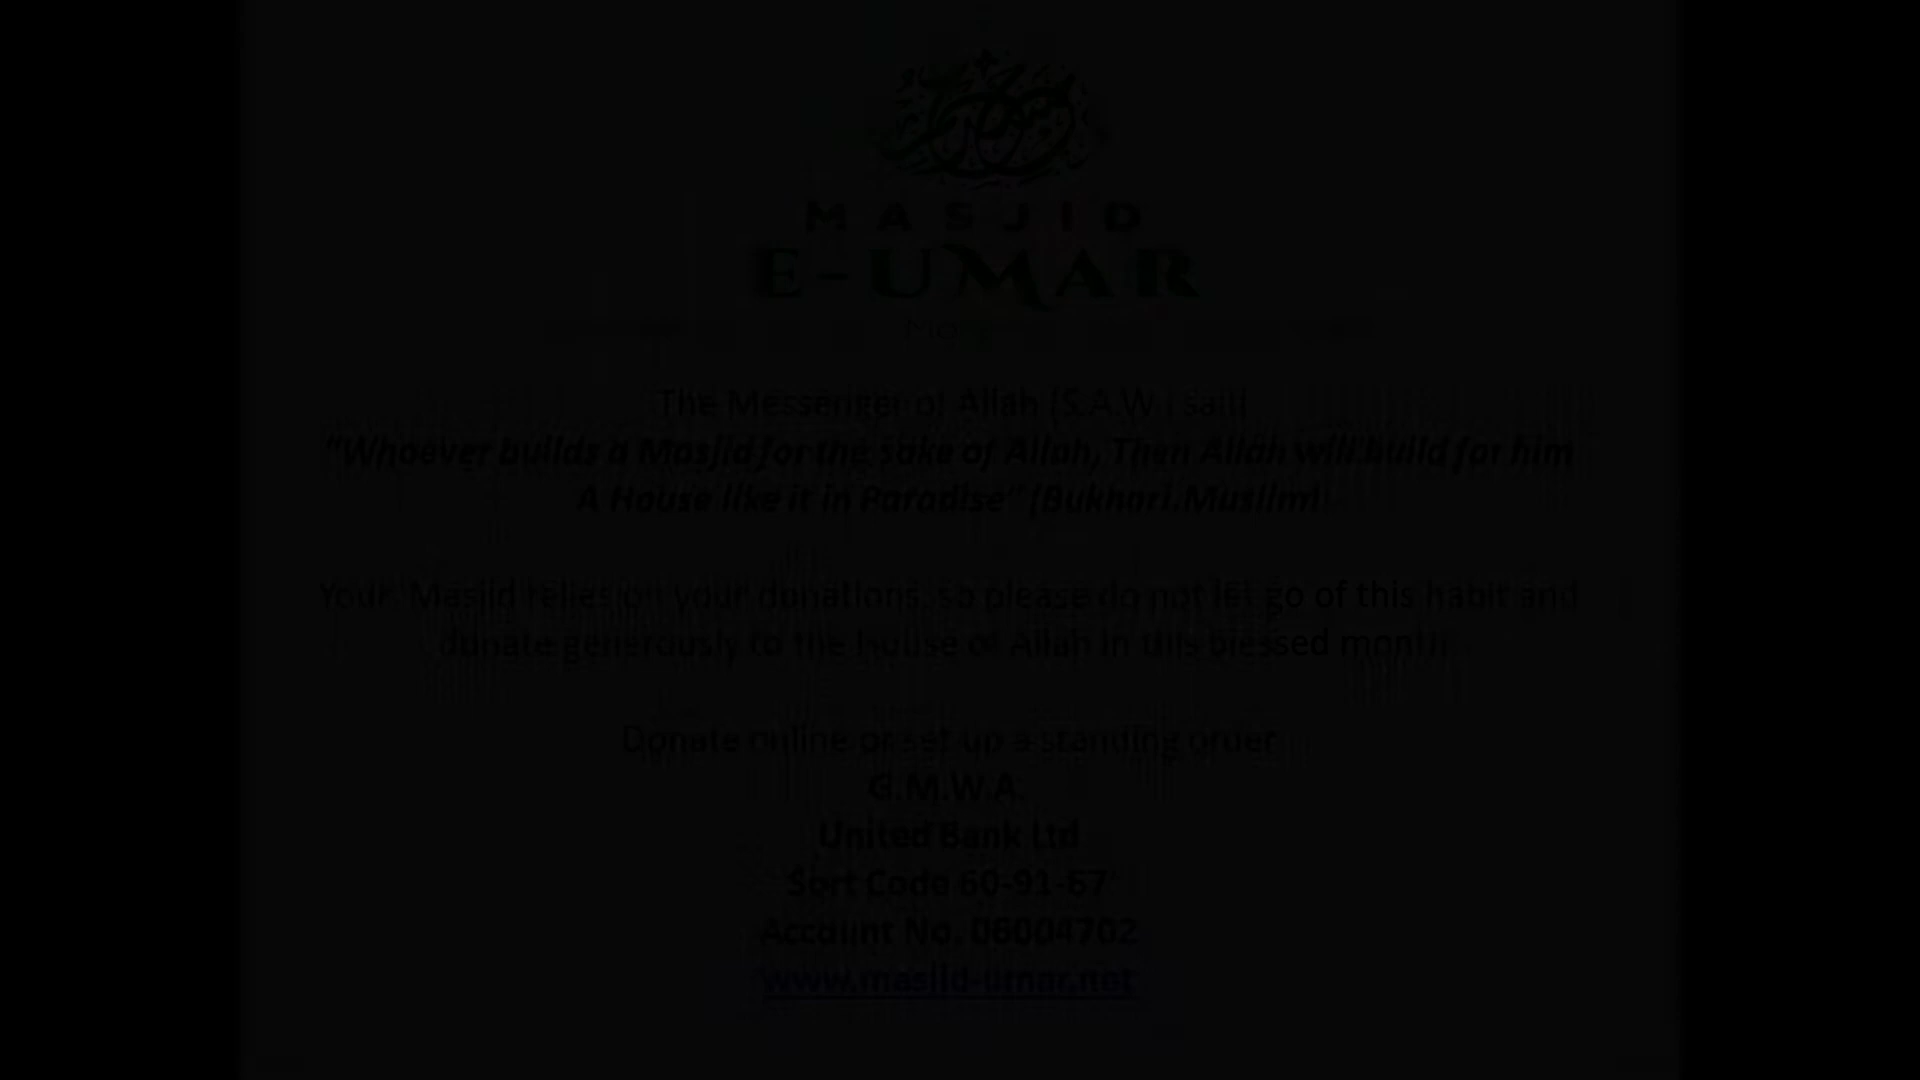 MASJID
E-UMAR
The Messenger of Allah (S.A.W) said
"Whoever builds a Masjid for the sake of Allah, Then Allah will build for him
A House like it in Paradise" (Bukhari,Muslim)
Your Masjid relies on your donations, so please do not let go of this habit and
donate generously to the house of Allah in this blessed month
Donate online or set up a standing order
G.M.W.A.
United Bank Ltd
Sort Code 60-91-67
Account No. 06004702
www.masjid-umar.net